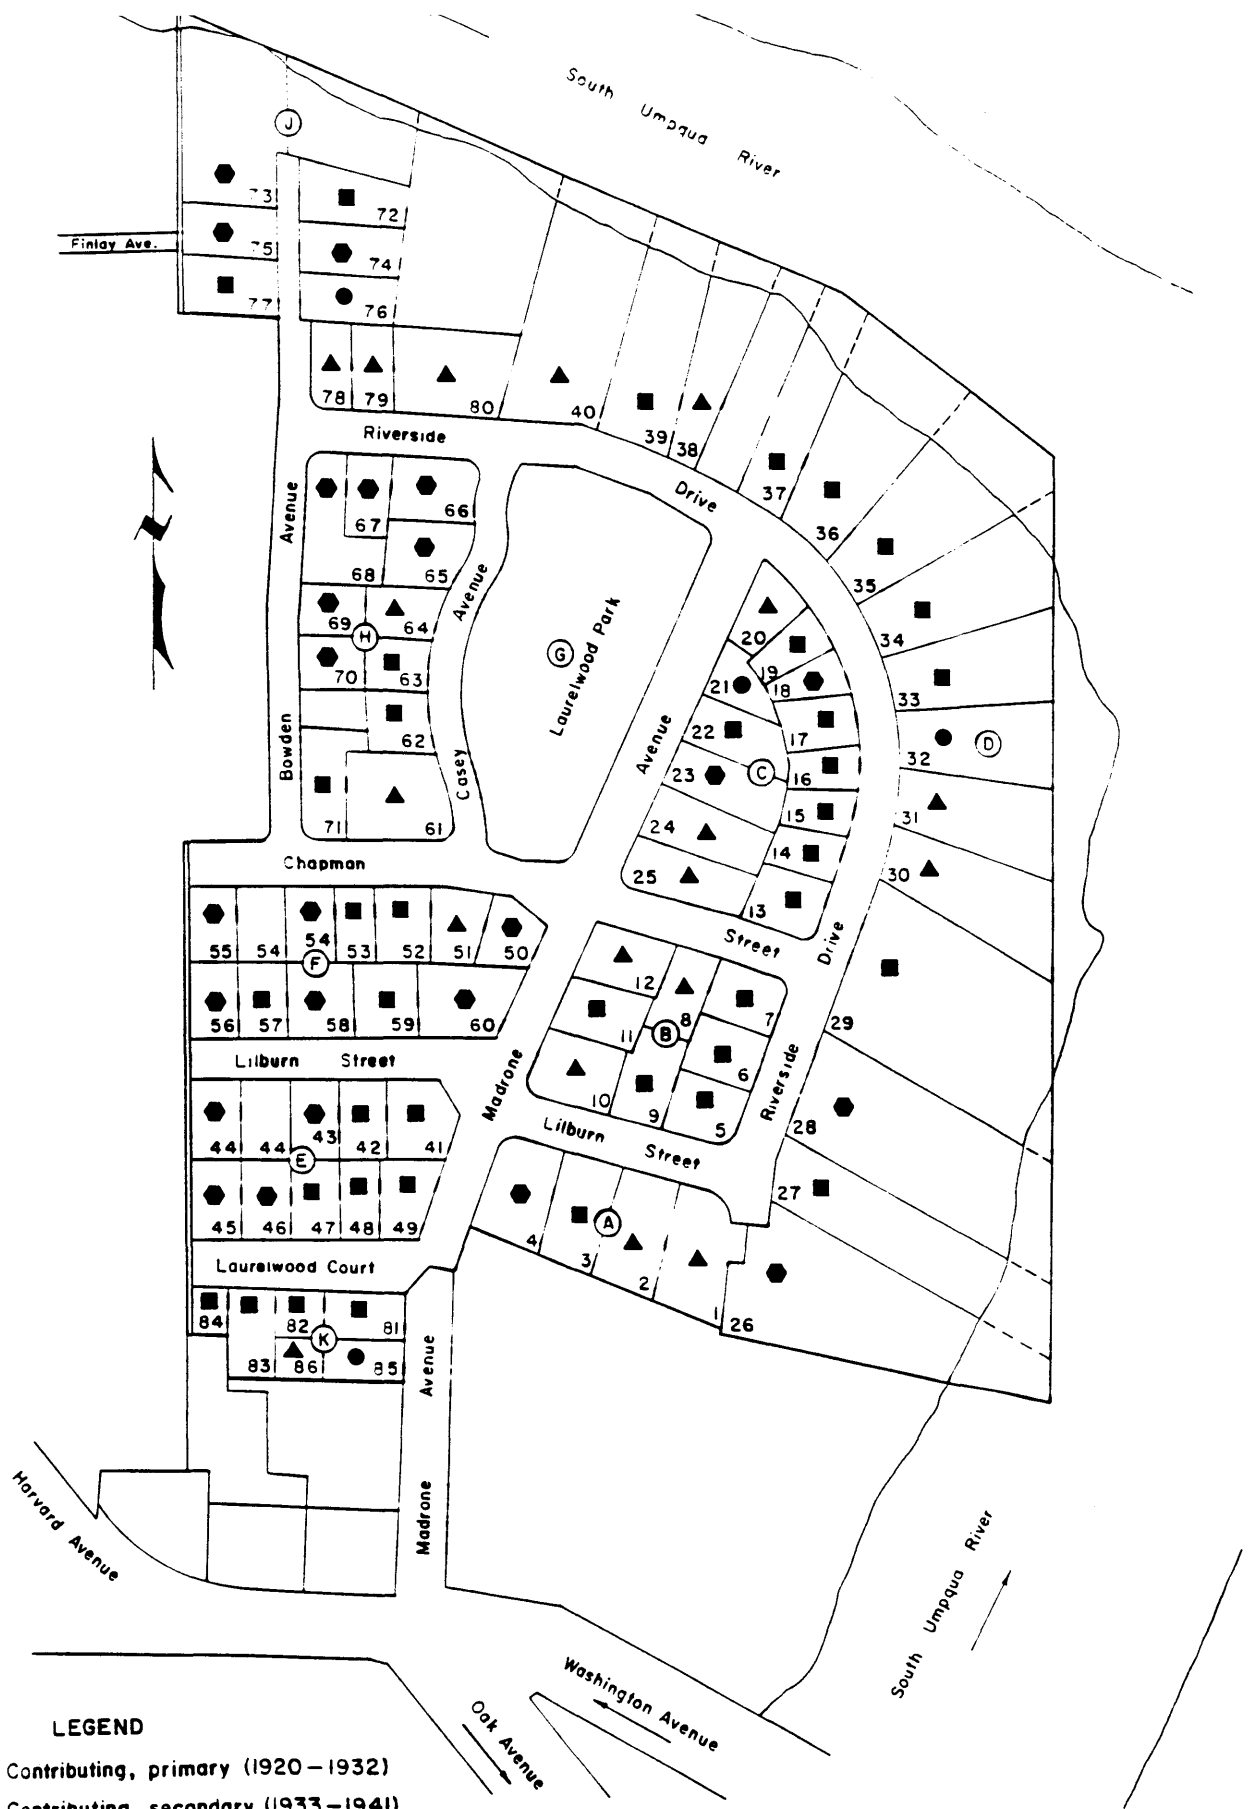 South Umpqua River
J
73
72
Finlay Ave.
75
74
77
76
78
79
80
40
39
38
37
36
35
34
33
32
D
31
30
29
28
27
26
Riverside
Drive
Avenue
66
67
68
65
Avenue
69
64
H
70
63
62
Bowden
Casey
71
61
G
Laurelwood Park
20
19
18
21
22
17
Avenue
23
C
16
15
24
14
25
13
Chapman
Street
Drive
55
54
54
53
52
51
50
F
56
57
58
59
60
12
8
7
11
B
6
10
9
5
Lilburn Street
Madrone
Riverside
Lilburn Street
44
44
43
42
41
E
45
46
47
48
49
4
3
A
2
1
Laurelwood Court
84
82
81
K
83
86
85
Avenue
Madrone
Harvard Avenue
South Umpqua River
Washington Avenue
Oak Avenue
LEGEND
Contributing, primary (1920–1932)
Contributing, secondary (1933–1941)